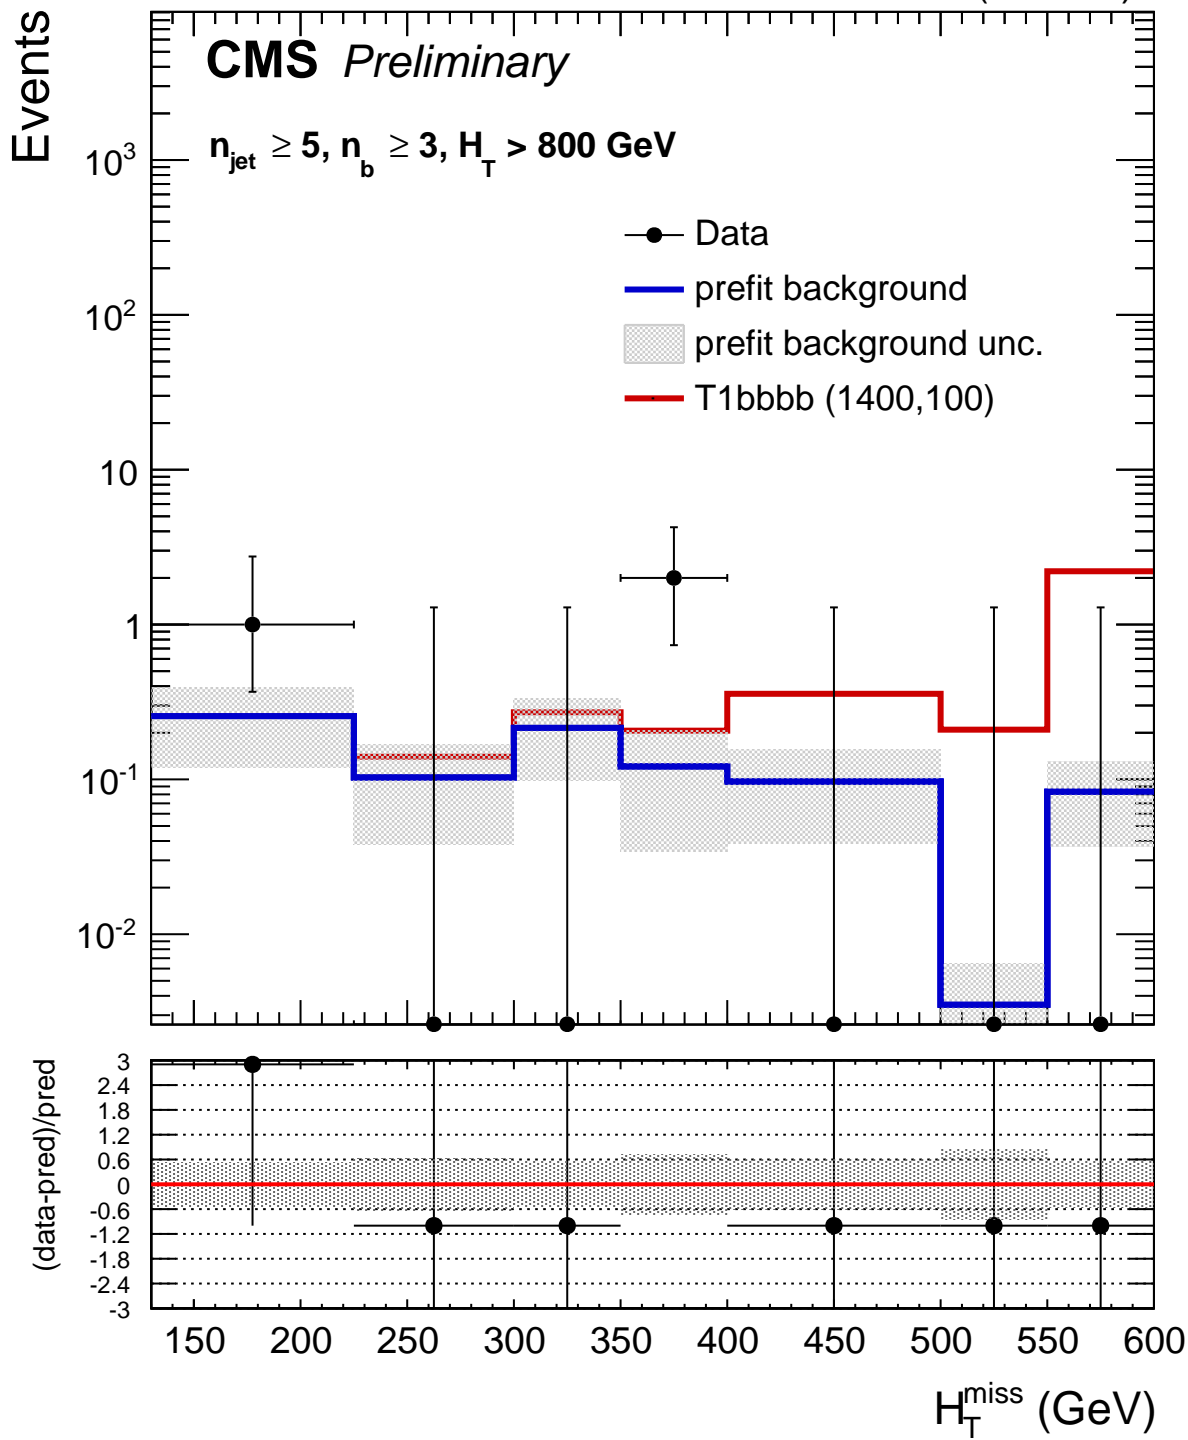 CMS Preliminary
n_jet ≥ 5, n_b ≥ 3, H_T > 800 GeV
Events
10^3
10^2
10
1
10^-1
10^-2
Data
prefit background
prefit background unc.
T1bbbb (1400,100)
(data-pred)/pred
3
2.4
1.8
1.2
0.6
0
-0.6
-1.2
-1.8
-2.4
-3
150 200 250 300 350 400 450 500 550 600
H_T^miss (GeV)